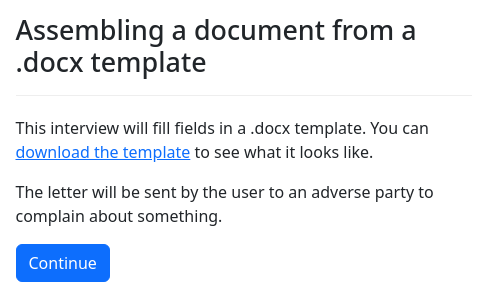 Assembling a document from a
.docx template
This interview will fill fields in a .docx template. You can
download the template to see what it looks like.
The letter will be sent by the user to an adverse party to
complain about something.
Continue